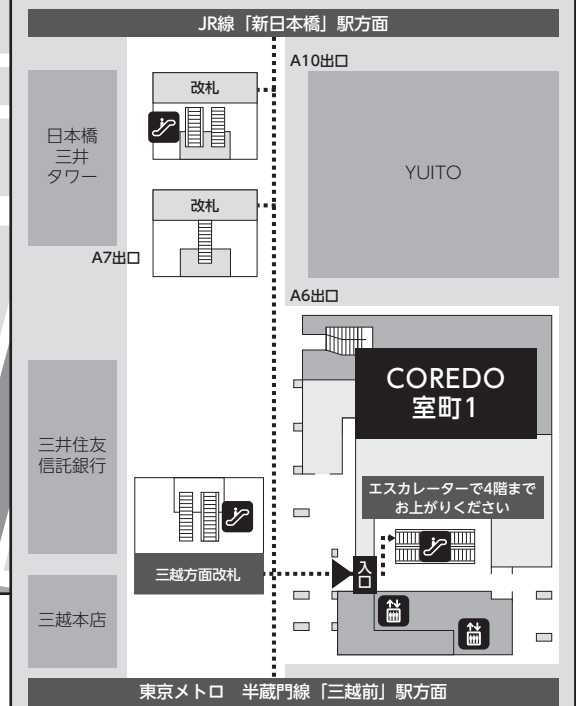 JR線「新日本橋」駅方面
A10出口
改札
日本橋
三井
タワー
YUITO
改札
A7出口
A6出口
COREDO
室町1
三井住友
信託銀行
エスカレーターで4階まで
お上がりください
三越方面改札
入口
三越本店
東京メトロ 半蔵門線「三越前」駅方面